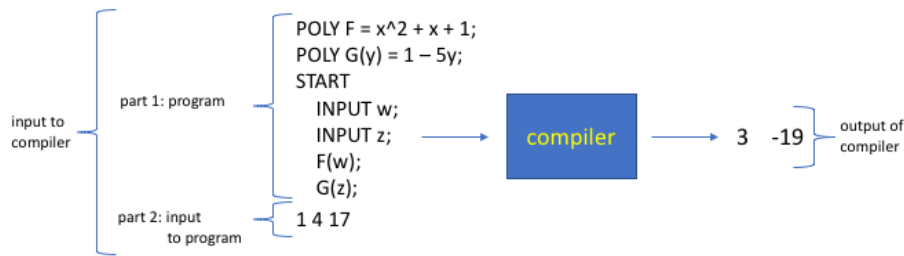 POLY F = x^2 + x + 1;
POLY G(y) = 1 – 5y;
START
INPUT w;
INPUT z;
F(w);
G(z);
1 4 17
part 1: program
part 2: input
to program
input to
compiler
compiler
3 -19
output of
compiler